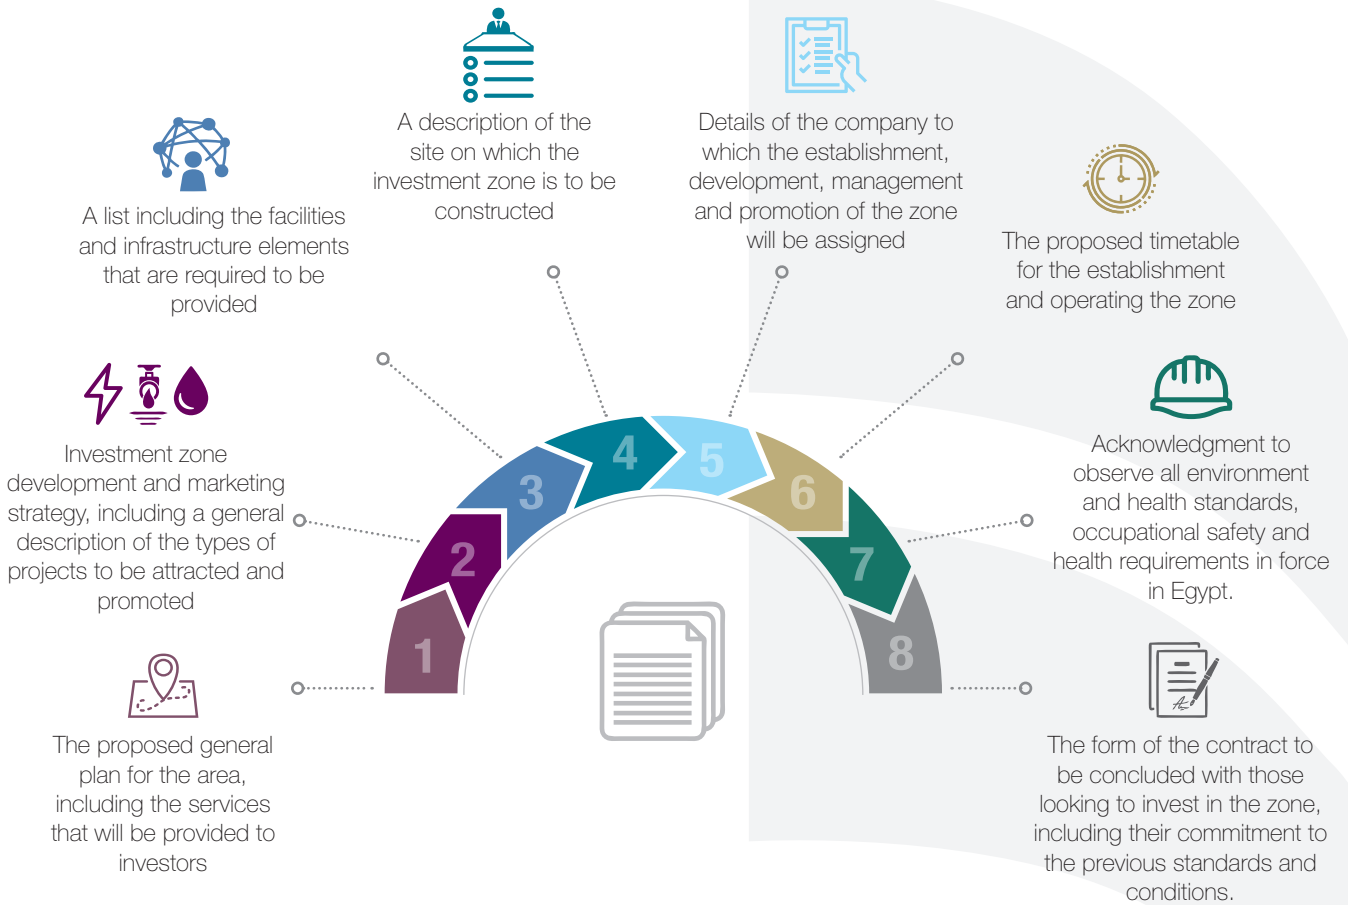 1
The proposed general
plan for the area,
including the services
that will be provided to
investors
2
Investment zone
development and marketing
strategy, including a general
description of the types of
projects to be attracted and
promoted
3
A list including the facilities
and infrastructure elements
that are required to be
provided
4
A description of the
site on which the
investment zone is to be
constructed
5
Details of the company to
which the establishment,
development, management
and promotion of the zone
will be assigned
6
The proposed timetable
for the establishment
and operating the zone
7
Acknowledgment to
observe all environment
and health standards,
occupational safety and
health requirements in force
in Egypt.
8
The form of the contract to
be concluded with those
looking to invest in the zone,
including their commitment to
the previous standards and
conditions.